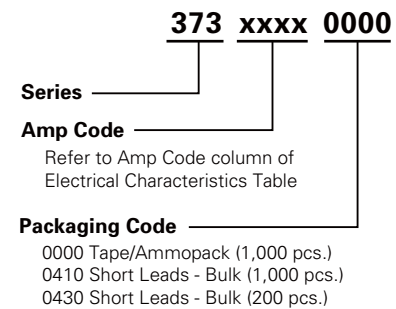 373 xxxx 0000
Series
Amp Code
Refer to Amp Code column of
Electrical Characteristics Table
Packaging Code
0000 Tape/Ammopack (1,000 pcs.)
0410 Short Leads - Bulk (1,000 pcs.)
0430 Short Leads - Bulk (200 pcs.)